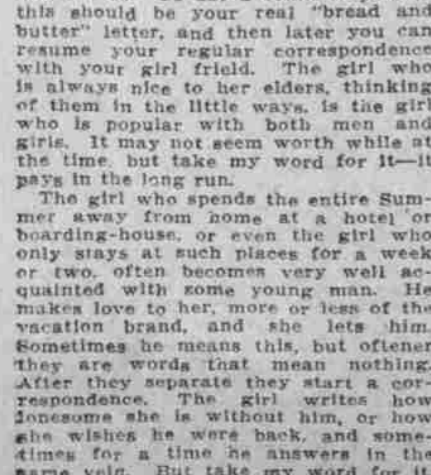 this should be your real "bread and
butter" letter, and then later you can
resume your regular correspondence
with your girl frield. The girl who
is always nice to her elders, thinking
of them in the little ways, is the girl
who is popular with both men and
girls. It may not seem worth while at
the time, but take my word for it—it
pays in the long run.
The girl who spends the entire Sum-
mer away from home at a hotel or
boarding-house, or even the girl who
only stays at such places for a week
or two, often becomes very well ac-
quainted with some young man. He
makes love to her, more or less of the
vacation brand, and she lets him.
Sometimes he means this, but oftener
they are words that mean nothing.
After they separate they start a cor-
respondence. The girl writes how
lonesome she is without him, or how
she wishes he were back, and some-
times for a time he answers in the
same vein. But take my word for it